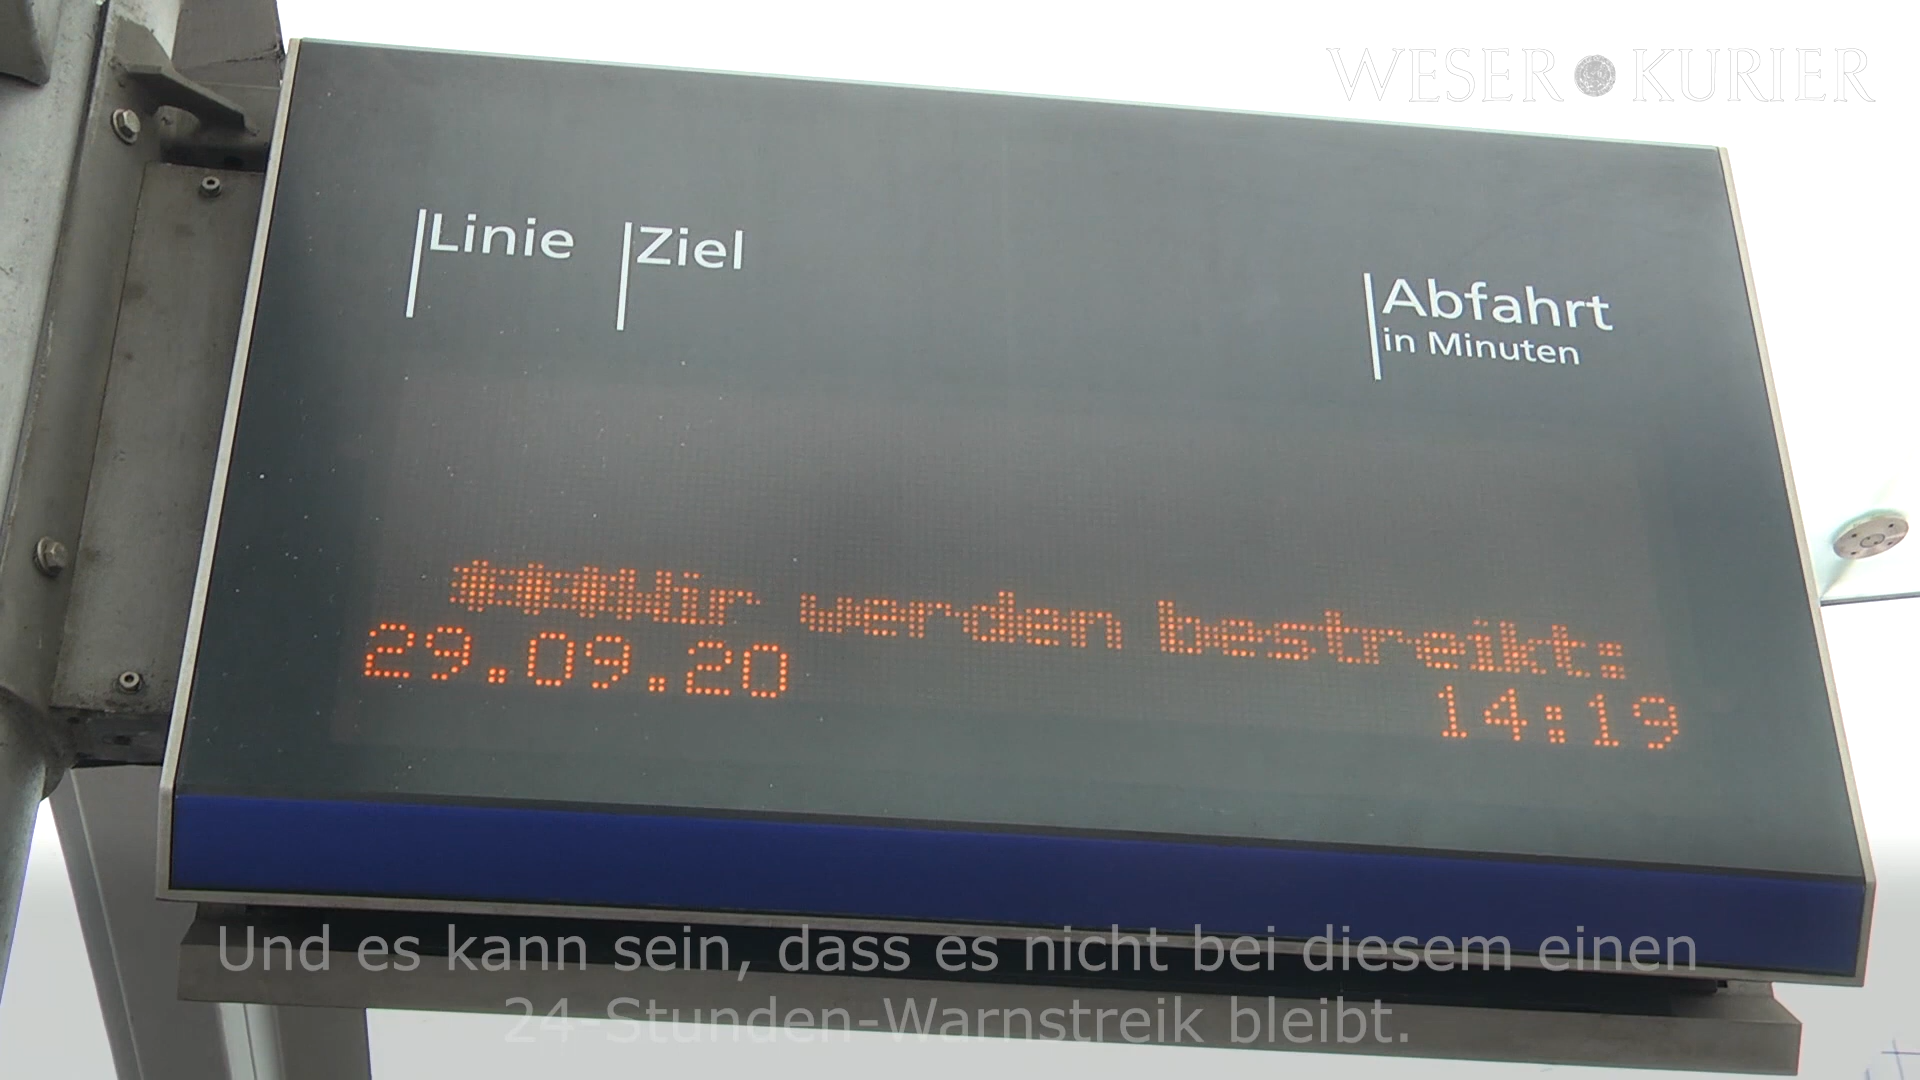 WESER KURIER
Linie Ziel
Abfahrt
in Minuten
***Wir werden bestreikt:
29.09.20 14:19
Und es kann sein, dass es nicht bei diesem einen
24-Stunden-Warnstreik bleibt.